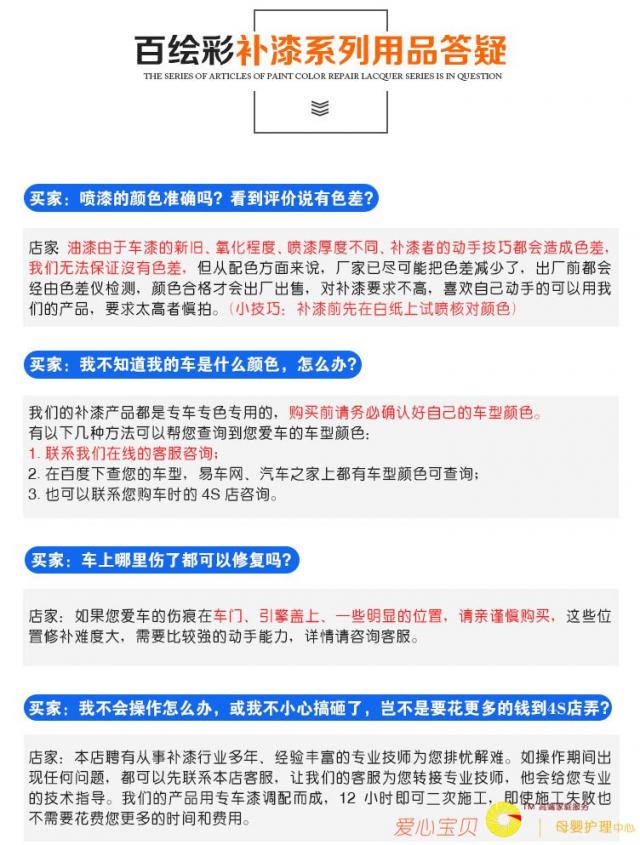 百绘彩补漆系列用品答疑
THE SERIES OF ARTICLES OF PAINT COLOR REPAIR LACQUER SERIES IS IN QUESTION
买家：喷漆的颜色准确吗？看到评价说有色差？
店家：油漆由于车漆的新旧、氧化程度、喷漆厚度不同、补漆者的动手技巧都会造成色差，
我们无法保证沒有色差，但从配色方面来说，厂家已尽可能把色差减少了，出厂前都会
经由色差仪检测，颜色合格才会出厂出售，对补漆要求不高，喜欢自己动手的可以用我
们的产品，要求太高者慎拍。（小技巧：补漆前先在白纸上试喷核对颜色）
买家：我不知道我的车是什么颜色，怎么办？
我们的补漆产品都是专车专色专用的，购买前请务必确认好自己的车型颜色。
有以下几种方法可以帮您查询到您爱车的车型颜色：
1. 联系我们在线的客服咨询；
2. 在百度下查您的车型，易车网、汽车之家上都有车型颜色可查询；
3. 也可以联系您购车时的 4S 店咨询。
买家：车上哪里伤了都可以修复吗？
店家：如果您爱车的伤痕在车门、引擎盖上、一些明显的位置，请亲谨慎购买，这些位
置修补难度大，需要比较強的动手能力，详情请咨询客服。
买家：我不会操作怎么办，或我不小心搞砸了，岂不是要花更多的钱到4S店弄？
店家：本店聘有从事补漆行业多年、经验丰富的专业技师为您排忧解难。如操作期间出
现任何问题，都可以先联系本店客服，让我们的客服为您转接专业技师，他会给您专业
的技术指导。我们的产品用专车漆调配而成，12 小时即可二次施工，即使施工失败也
不需要花费您更多的时间和费用。
爱心宝贝
TM 高端家庭服务
母婴护理中心